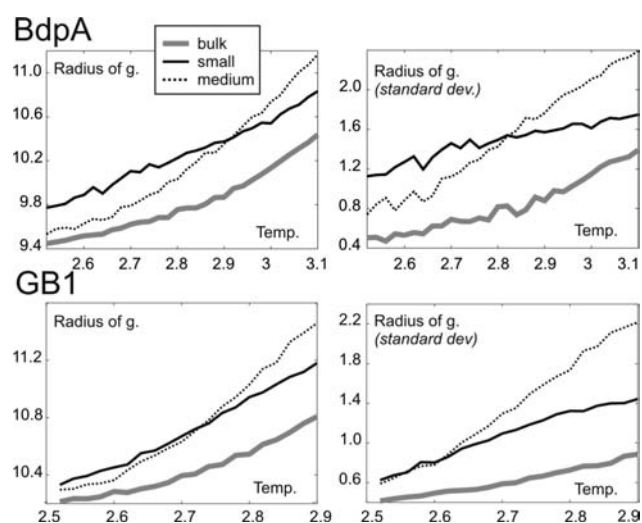 BdpA
bulk
small
medium
Radius of g.
11.0
10.6
10.2
9.8
9.4
Temp.
2.6 2.7 2.8 2.9 3 3.1
Radius of g.
(standard dev.)
2.4
2.0
1.6
1.2
0.8
0.4
Temp.
2.6 2.7 2.8 2.9 3 3.1
GB1
Radius of g.
11.2
10.8
10.4
Temp.
2.5 2.6 2.7 2.8 2.9
Radius of g.
(standard dev)
2.2
1.8
1.4
1.0
0.6
Temp.
2.5 2.6 2.7 2.8 2.9